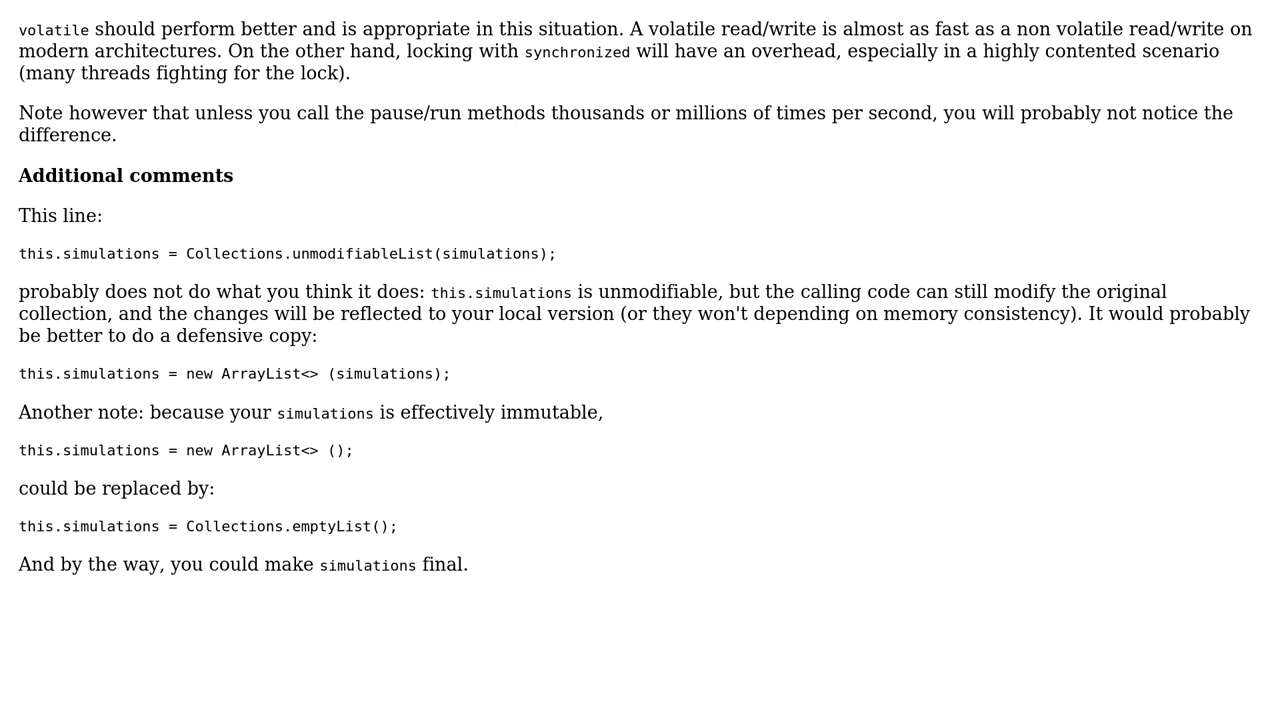 volatile should perform better and is appropriate in this situation. A volatile read/write is almost as fast as a non volatile read/write on
modern architectures. On the other hand, locking with synchronized will have an overhead, especially in a highly contented scenario
(many threads fighting for the lock).
Note however that unless you call the pause/run methods thousands or millions of times per second, you will probably not notice the
difference.
Additional comments
This line:
this.simulations = Collections.unmodifiableList(simulations);
probably does not do what you think it does: this.simulations is unmodifiable, but the calling code can still modify the original
collection, and the changes will be reflected to your local version (or they won't depending on memory consistency). It would probably
be better to do a defensive copy:
this.simulations = new ArrayList<> (simulations);
Another note: because your simulations is effectively immutable,
this.simulations = new ArrayList<> ();
could be replaced by:
this.simulations = Collections.emptyList();
And by the way, you could make simulations final.